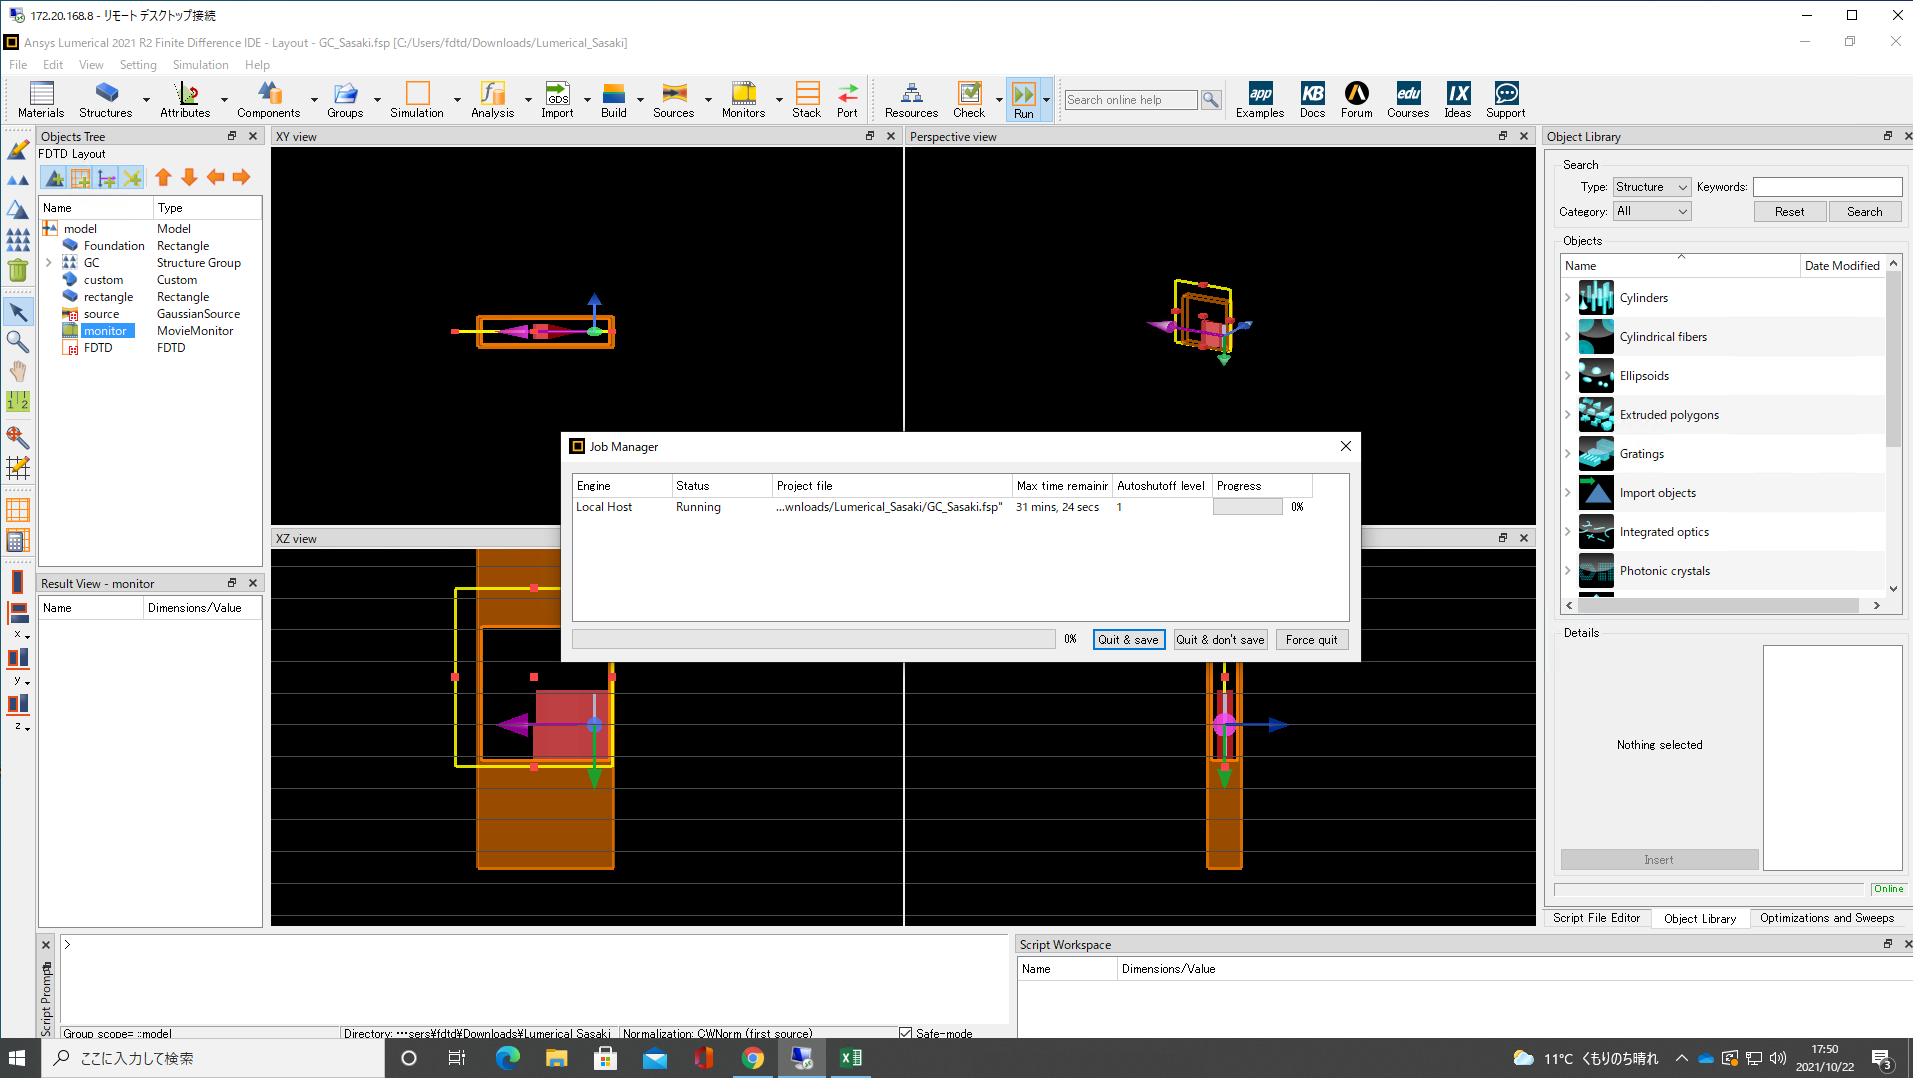 172.20.168.8 - リモート デスクトップ接続
Ansys Lumerical 2021 R2 Finite Difference IDE - Layout - GC_Sasaki.fsp [C:/Users/fdtd/Downloads/Lumerical_Sasaki]
File Edit View Setting Simulation Help
Materials Structures Attributes Components Groups Simulation Analysis GDS Import Build Sources Monitors Stack Port Resources Check Run Search online help app Examples KB Docs Forum edu Courses IX Ideas Support
Objects Tree
FDTD Layout
Name Type
model Model
Foundation Rectangle
GC Structure Group
custom Custom
rectangle Rectangle
source GaussianSource
monitor MovieMonitor
FDTD FDTD
1 2
x
y
z
Result View - monitor
Name Dimensions/Value
XY view
Perspective view
XZ view
Job Manager
Engine Status Project file Max time remainir Autoshutoff level Progress
Local Host Running ...wnloads/Lumerical_Sasaki/GC_Sasaki.fsp" 31 mins, 24 secs 1 0%
0% Quit & save Quit & don't save Force quit
Object Library
Search
Type: Structure Keywords:
Category: All Reset Search
Objects
Name Date Modified
Cylinders
Cylindrical fibers
Ellipsoids
Extruded polygons
Gratings
Import objects
Integrated optics
Photonic crystals
Details
Nothing selected
Insert
Online
Script File Editor Object Library Optimizations and Sweeps
Script Prompt
>
Group scope= ::model Directory: …sers¥fdtd¥Downloads¥Lumerical_Sasaki Normalization: CWNorm (first source) Safe-mode
Script Workspace
Name Dimensions/Value
ここに入力して検索
11°C くもりのち晴れ
17:50
2021/10/22
3